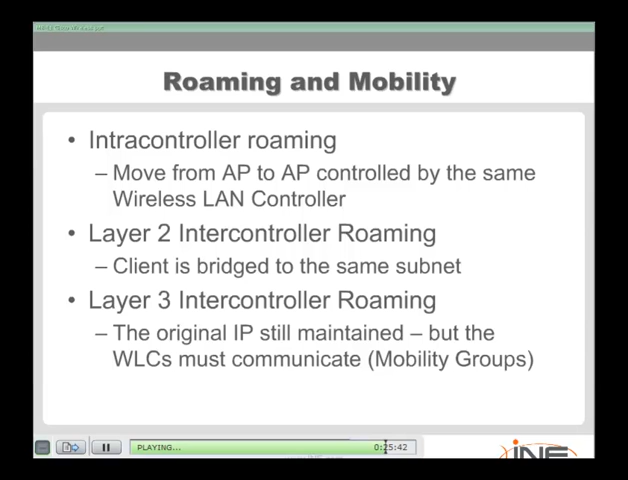 Roaming and Mobility
• Intracontroller roaming
– Move from AP to AP controlled by the same
Wireless LAN Controller
• Layer 2 Intercontroller Roaming
– Client is bridged to the same subnet
• Layer 3 Intercontroller Roaming
– The original IP still maintained – but the
WLCs must communicate (Mobility Groups)
PLAYING... 0:25:42
INE